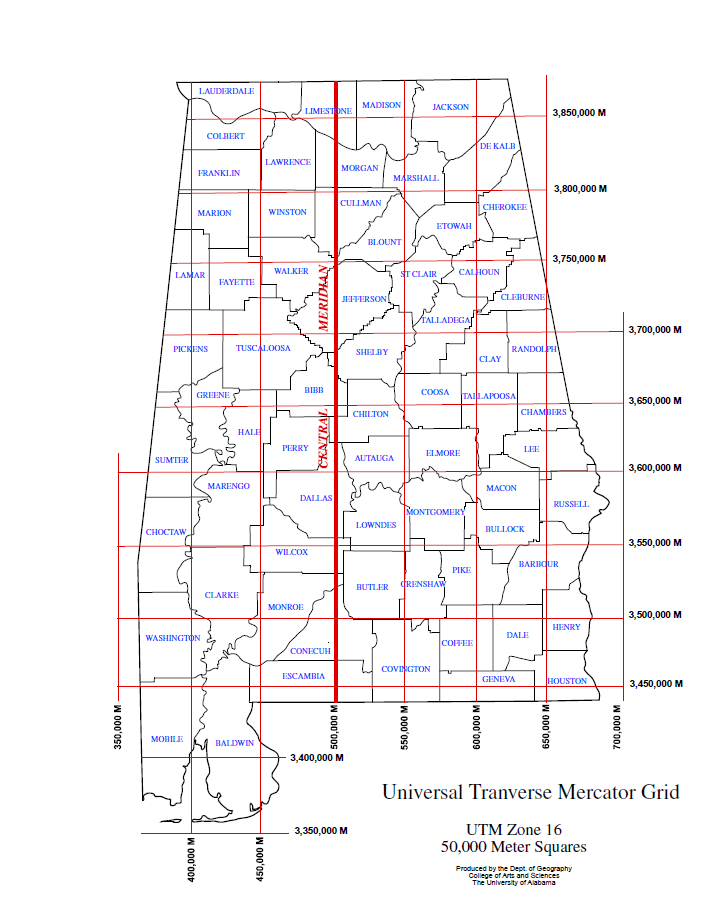 LAUDERDALE
LIMESTONE
MADISON
JACKSON
3,850,000 M
COLBERT
DE KALB
LAWRENCE
FRANKLIN
MORGAN
MARSHALL
3,800,000 M
CULLMAN
CHEROKEE
MARION
WINSTON
ETOWAH
BLOUNT
3,750,000 M
LAMAR
FAYETTE
WALKER
ST CLAIR
CALHOUN
MERIDIAN
JEFFERSON
CLEBURNE
TALLADEGA
3,700,000 M
PICKENS
TUSCALOOSA
SHELBY
CLAY
RANDOLPH
GREENE
BIBB
COOSA
TALLAPOOSA
3,650,000 M
CHILTON
CHAMBERS
HALE
CENTRAL
PERRY
AUTAUGA
ELMORE
LEE
SUMTER
3,600,000 M
MARENGO
DALLAS
MACON
RUSSELL
MONTGOMERY
CHOCTAW
LOWNDES
BULLOCK
3,550,000 M
WILCOX
BARBOUR
PIKE
CLARKE
BUTLER
CRENSHAW
MONROE
3,500,000 M
HENRY
WASHINGTON
DALE
COFFEE
CONECUH
COVINGTON
ESCAMBIA
GENEVA
HOUSTON
3,450,000 M
350,000 M
500,000 M
550,000 M
600,000 M
650,000 M
700,000 M
MOBILE
BALDWIN
3,400,000 M
3,350,000 M
400,000 M
450,000 M
Universal Tranverse Mercator Grid
UTM Zone 16
50,000 Meter Squares
Produced by the Dept. of Geography
College of Arts and Sciences
The University of Alabama